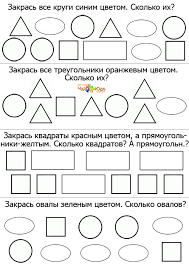 Закрась все круги синим цветом. Сколько их?
Закрась все треугольники оранжевым цветом.
Сколько их?
Закрась квадраты красным цветом, а прямоуголь-
ники-желтым. Сколько квадратов? А прямоугольн.?
Закрась овалы зеленым цветом. Сколько овалов?